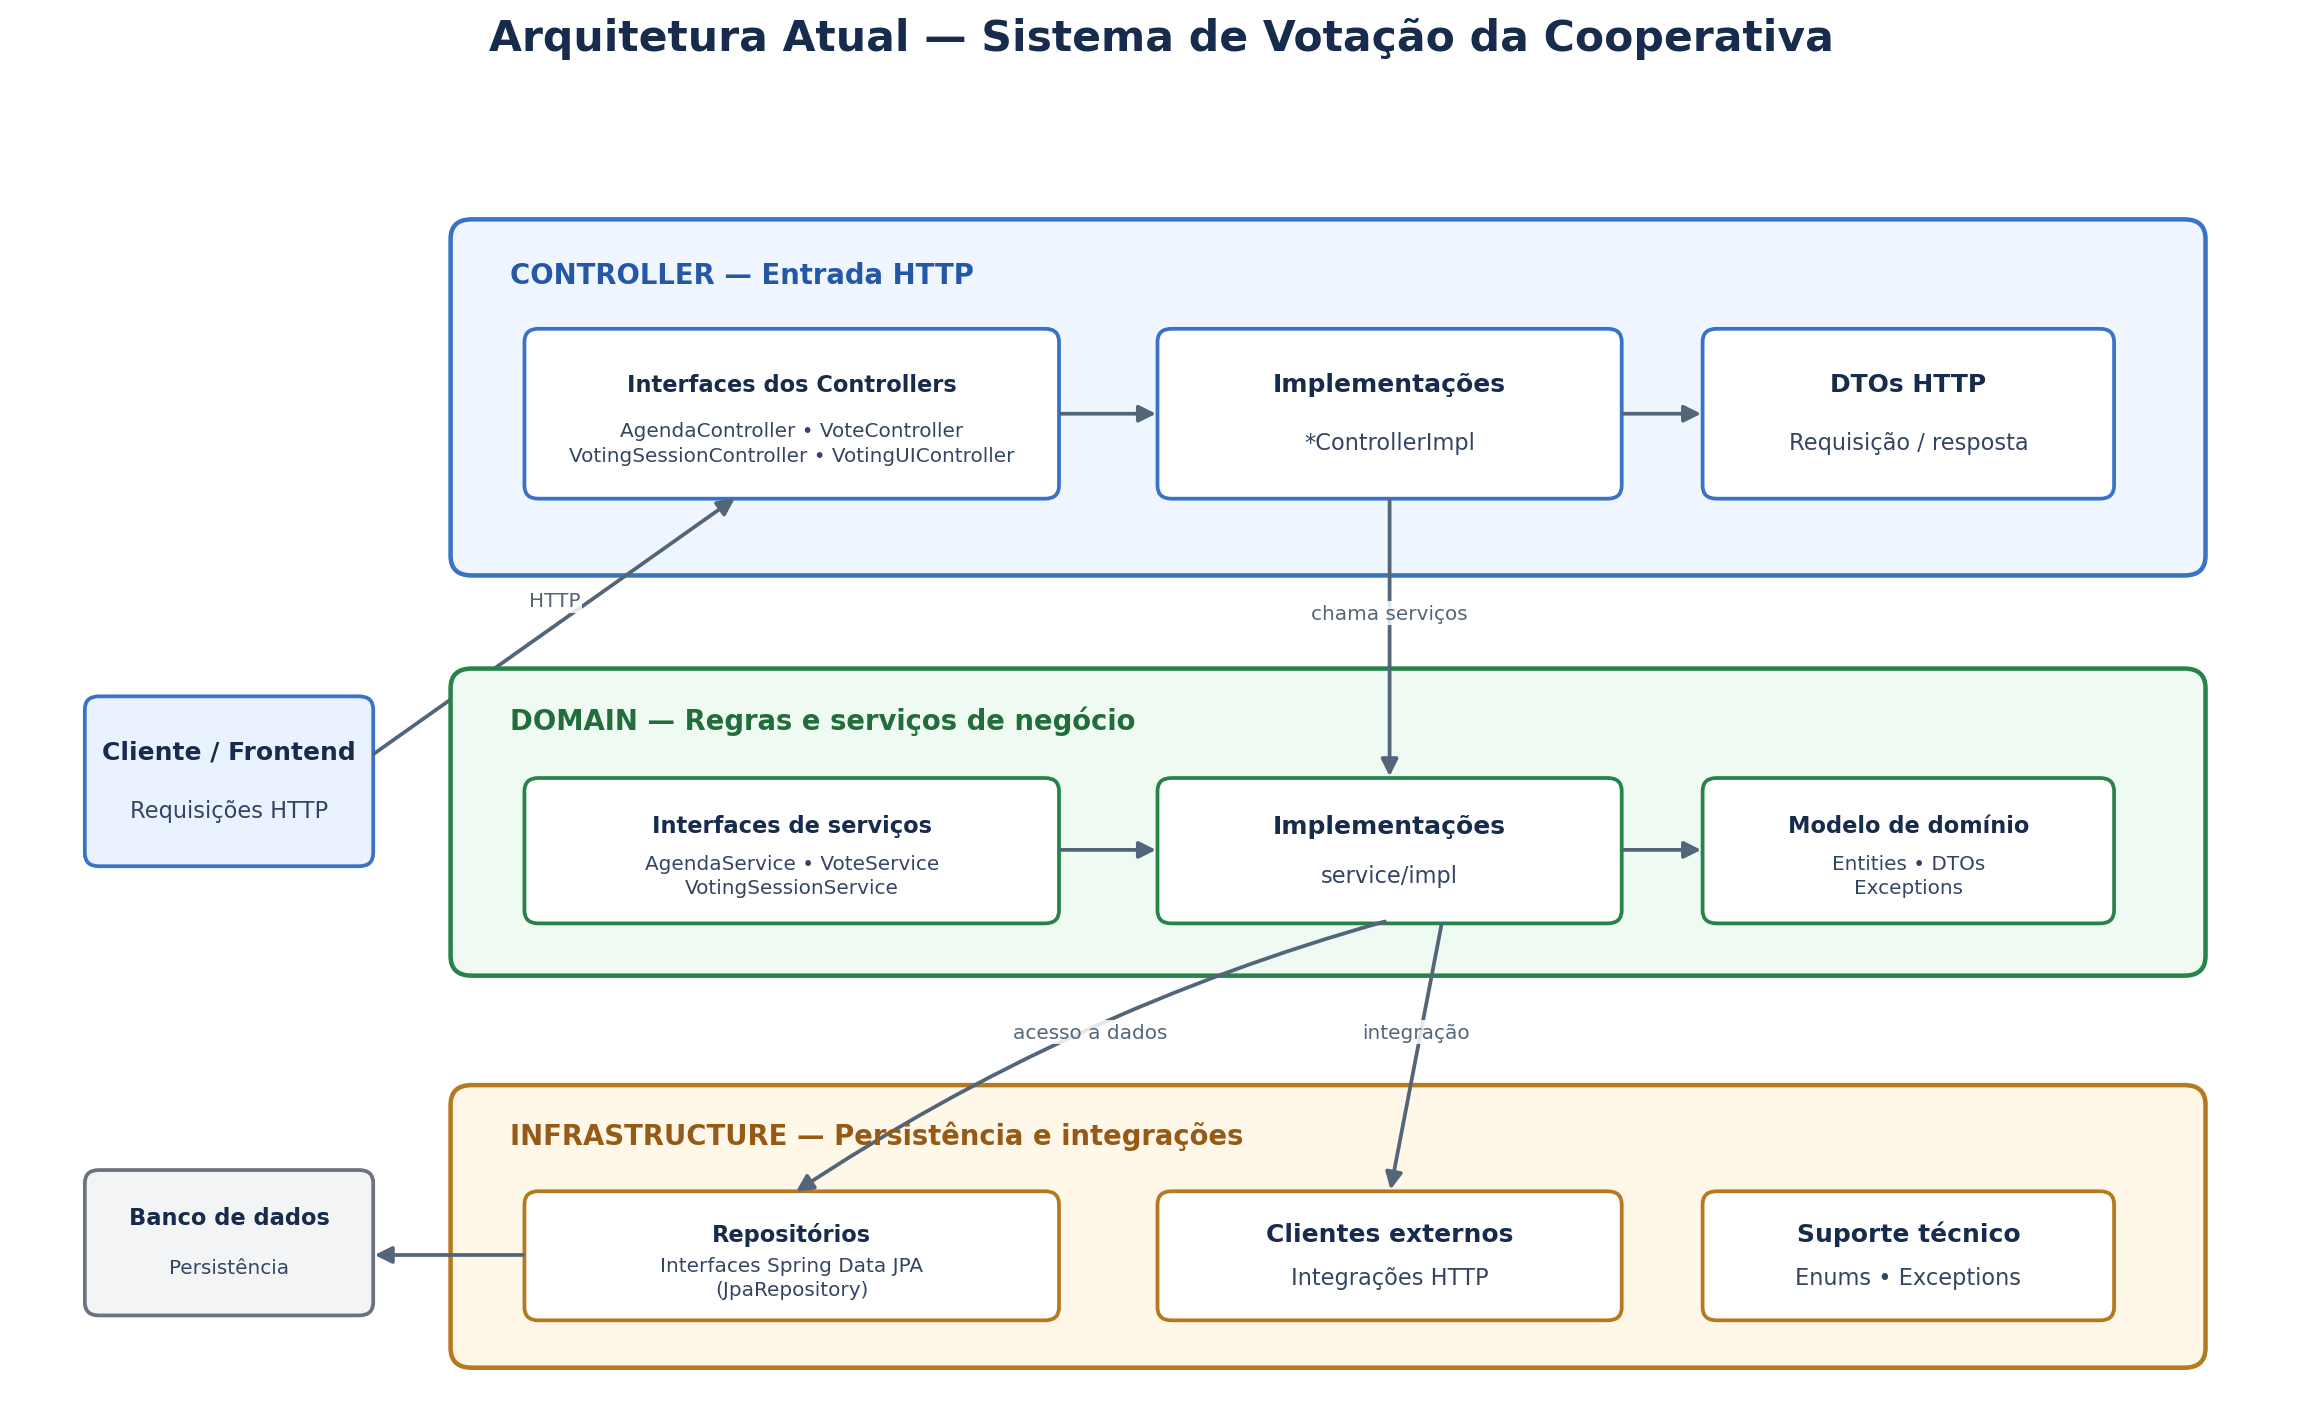 Arquitetura Atual — Sistema de Votação da Cooperativa
CONTROLLER — Entrada HTTP
Interfaces dos Controllers
AgendaController • VoteController
VotingSessionController • VotingUIController
Implementações
*ControllerImpl
DTOs HTTP
Requisição / resposta
HTTP
chama serviços
Cliente / Frontend
Requisições HTTP
DOMAIN — Regras e serviços de negócio
Interfaces de serviços
AgendaService • VoteService
VotingSessionService
Implementações
service/impl
Modelo de domínio
Entities • DTOs
Exceptions
acesso a dados
integração
INFRASTRUCTURE — Persistência e integrações
Banco de dados
Persistência
Repositórios
Interfaces Spring Data JPA
(JpaRepository)
Clientes externos
Integrações HTTP
Suporte técnico
Enums • Exceptions